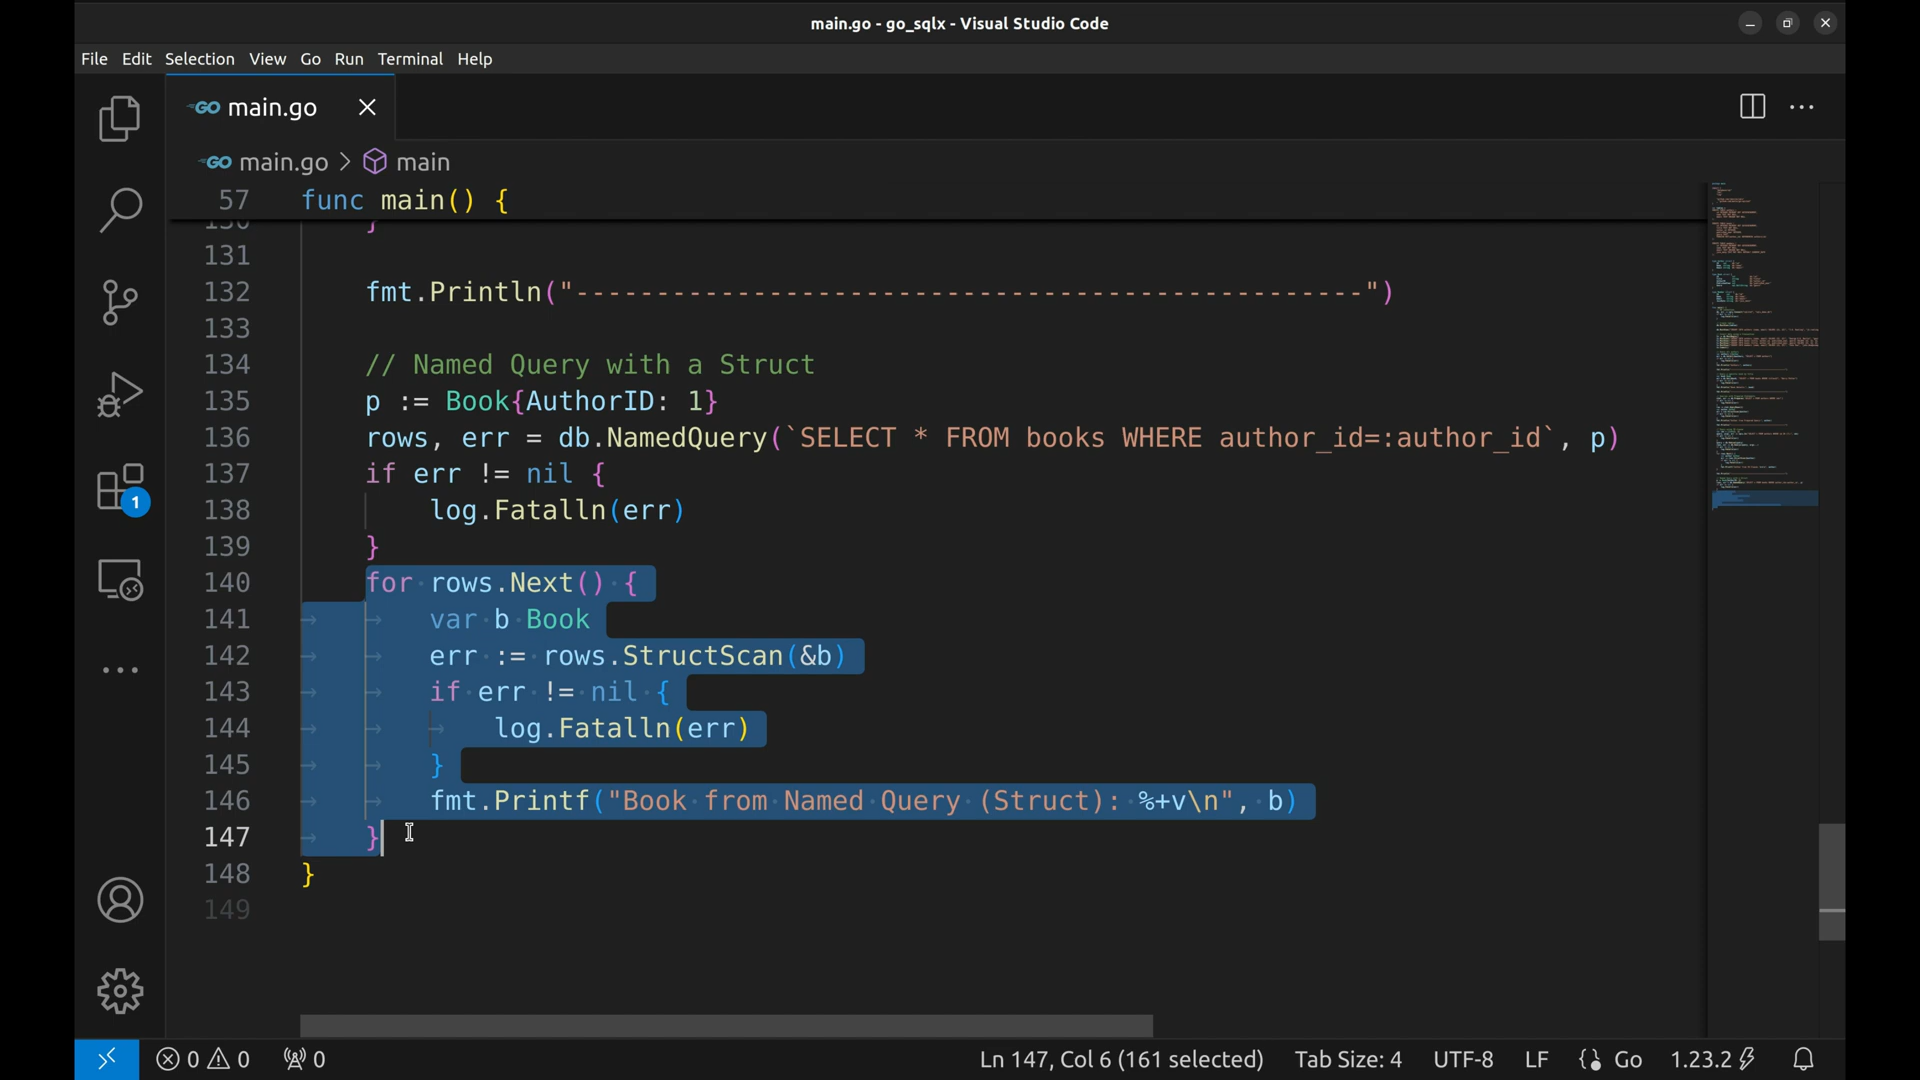 main.go - go_sqlx - Visual Studio Code
File Edit Selection View Go Run Terminal Help
GO main.go
GO main.go > main
57 func main() {
130 }
131
132 fmt.Println("-------------------------------------------------")
133
134 // Named Query with a Struct
135 p := Book{AuthorID: 1}
136 rows, err = db.NamedQuery(`SELECT * FROM books WHERE author_id=:author_id`, p)
137 if err != nil {
138 log.Fatalln(err)
139 }
140 for rows.Next() {
141 var b Book
142 err := rows.StructScan(&b)
143 if err != nil {
144 log.Fatalln(err)
145 }
146 fmt.Printf("Book from Named Query (Struct): %+v\n", b)
147 }
148 }
149
1
0 0 0 Ln 147, Col 6 (161 selected) Tab Size: 4 UTF-8 LF Go 1.23.2